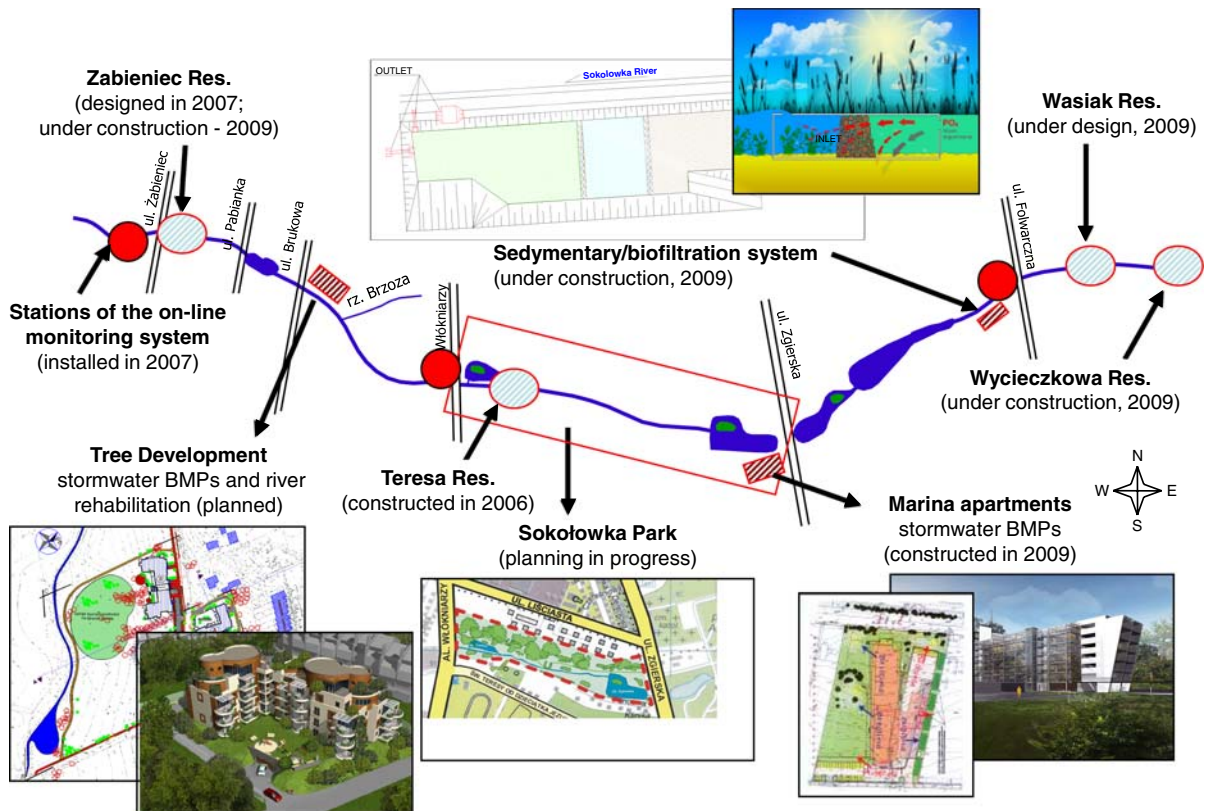 Zabieniec Res.
(designed in 2007;
under construction - 2009)
OUTLET
Sokolowka River
INLET
PO₄
Wasiak Res.
(under design, 2009)
ul. Żabieniec
ul. Pabianka
ul. Brukowa
rz. Brzoza
Włókniarzy
ul. Zgierska
ul. Folwarczna
Sedymentary/biofiltration system
(under construction, 2009)
Stations of the on-line
monitoring system
(installed in 2007)
Wycieczkowa Res.
(under construction, 2009)
Tree Development
stormwater BMPs and river
rehabilitation (planned)
Teresa Res.
(constructed in 2006)
Sokołowka Park
(planning in progress)
Marina apartments
stormwater BMPs
(constructed in 2009)
N
W
E
S
AL. WŁÓKNIARZY
UL. LIŚCIASTA
UL. ZGIERSKA